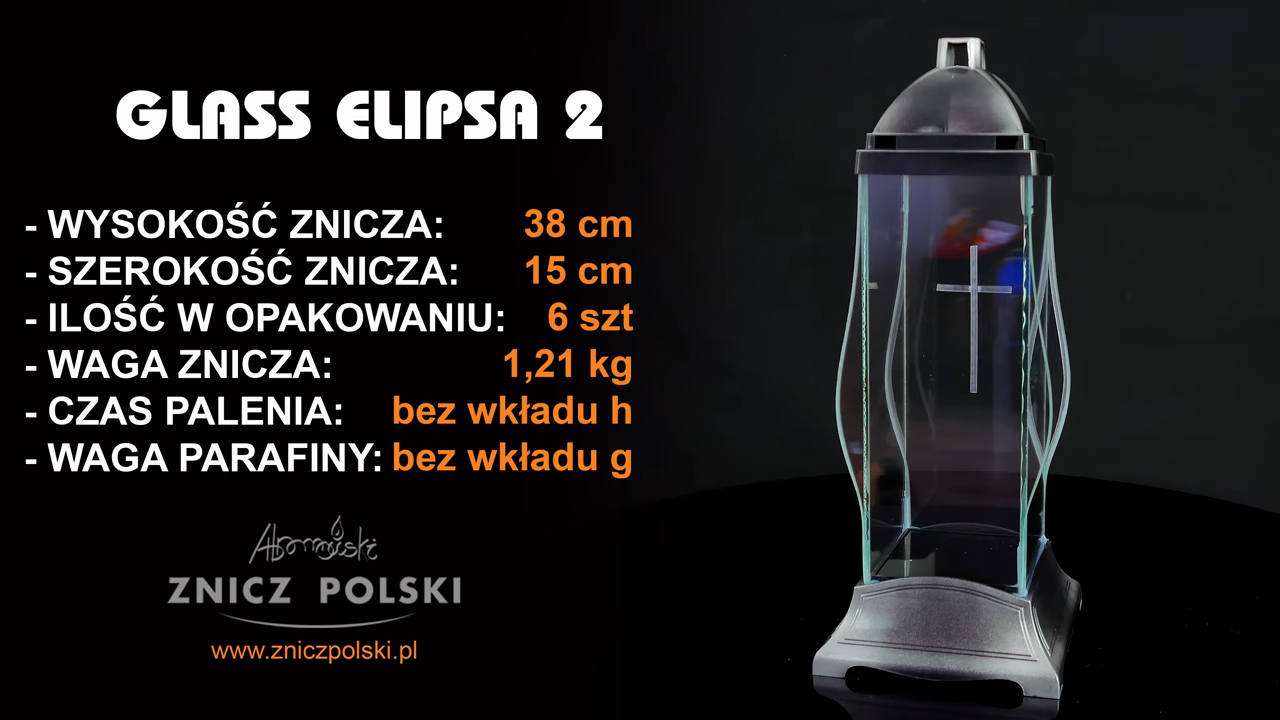 GLASS ELIPSA 2
- WYSOKOŚĆ ZNICZA: 38 cm
- SZEROKOŚĆ ZNICZA: 15 cm
- ILOŚĆ W OPAKOWANIU: 6 szt
- WAGA ZNICZA: 1,21 kg
- CZAS PALENIA: bez wkładu h
- WAGA PARAFINY: bez wkładu g
ZNICZ POLSKI
www.zniczpolski.pl